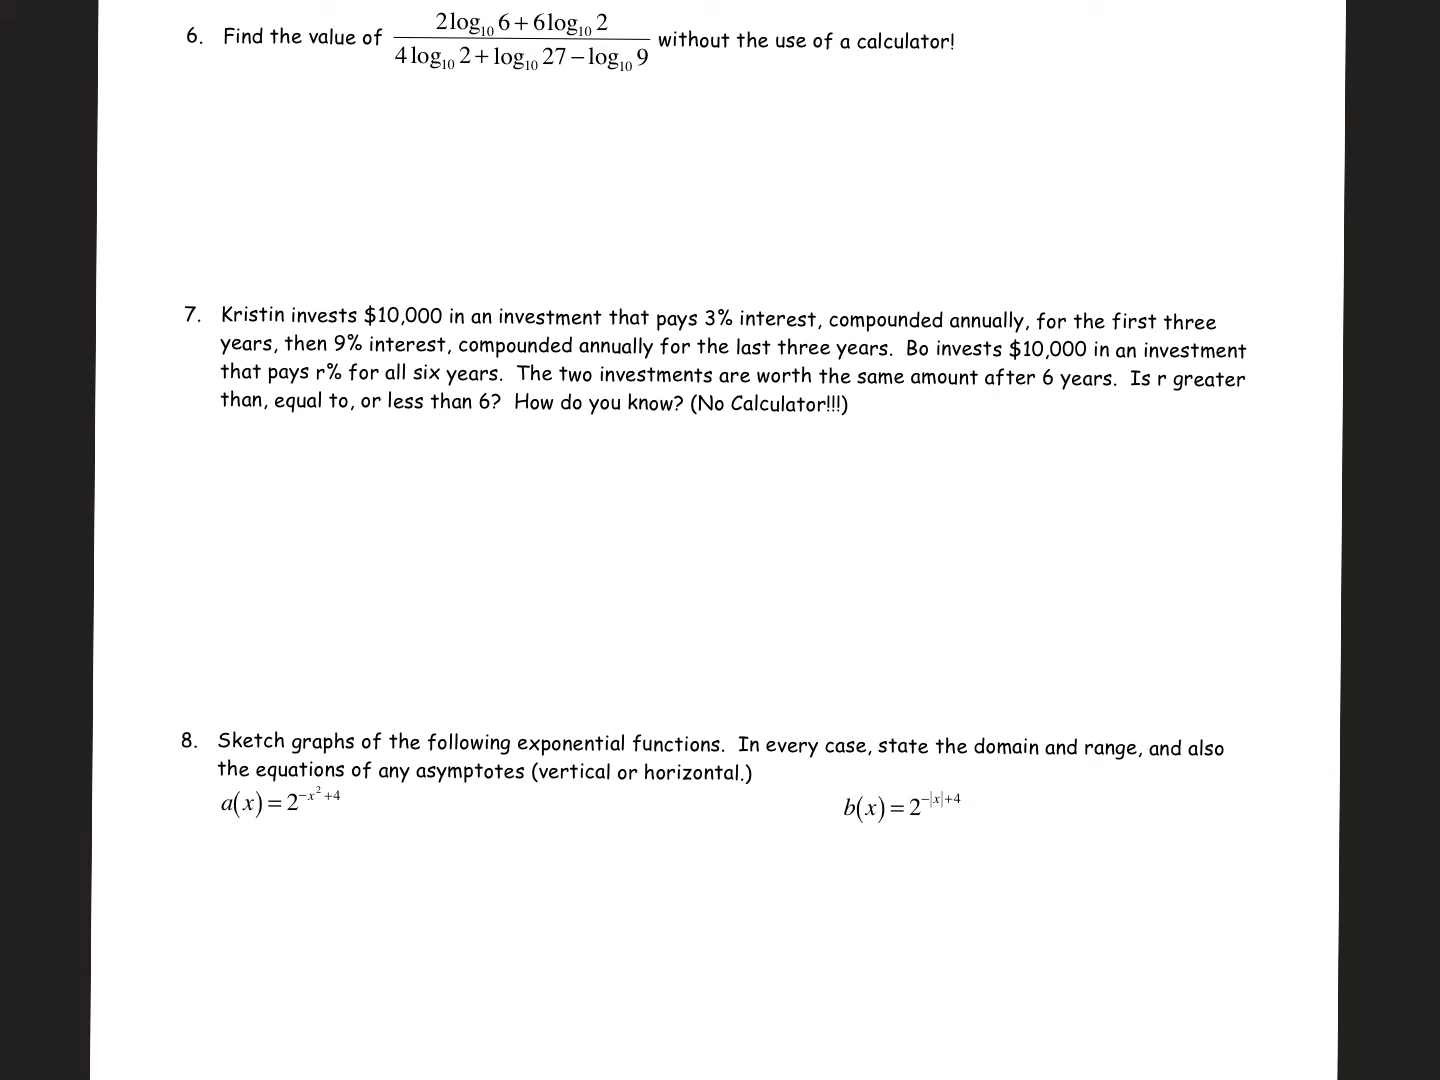 6. Find the value of (2log₁₀ 6 + 6log₁₀ 2)/(4log₁₀ 2 + log₁₀ 27 − log₁₀ 9) without the use of a calculator!
7. Kristin invests $10,000 in an investment that pays 3% interest, compounded annually, for the first three
years, then 9% interest, compounded annually for the last three years. Bo invests $10,000 in an investment
that pays r% for all six years. The two investments are worth the same amount after 6 years. Is r greater
than, equal to, or less than 6? How do you know? (No Calculator!!!)
8. Sketch graphs of the following exponential functions. In every case, state the domain and range, and also
the equations of any asymptotes (vertical or horizontal.)
a(x) = 2^(−x²+4) b(x) = 2^(−|x|+4)